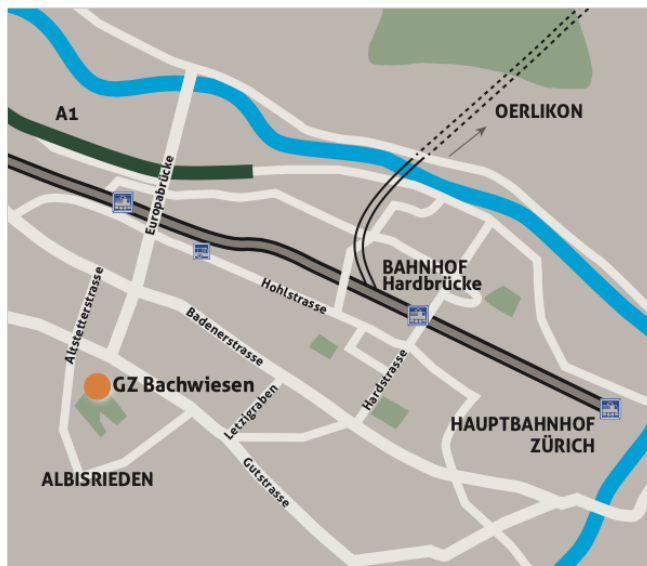 OERLIKON
A1
Europabrücke
BAHNHOF
Hardbrücke
Hohlstrasse
Altstetterstrasse
Badenerstrasse
Hardstrasse
GZ Bachwiesen
Letzigraben
HAUPTBAHNHOF
ZÜRICH
ALBISRIEDEN
Gutstrasse